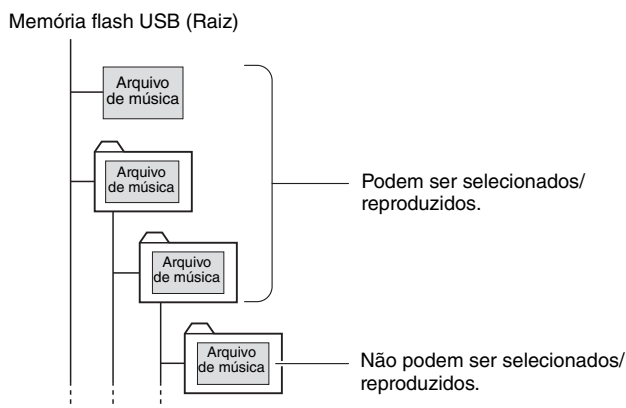 Memória flash USB (Raiz)
Arquivo
de música
Arquivo
de música
Podem ser selecionados/
reproduzidos.
Arquivo
de música
Arquivo
de música
Não podem ser selecionados/
reproduzidos.